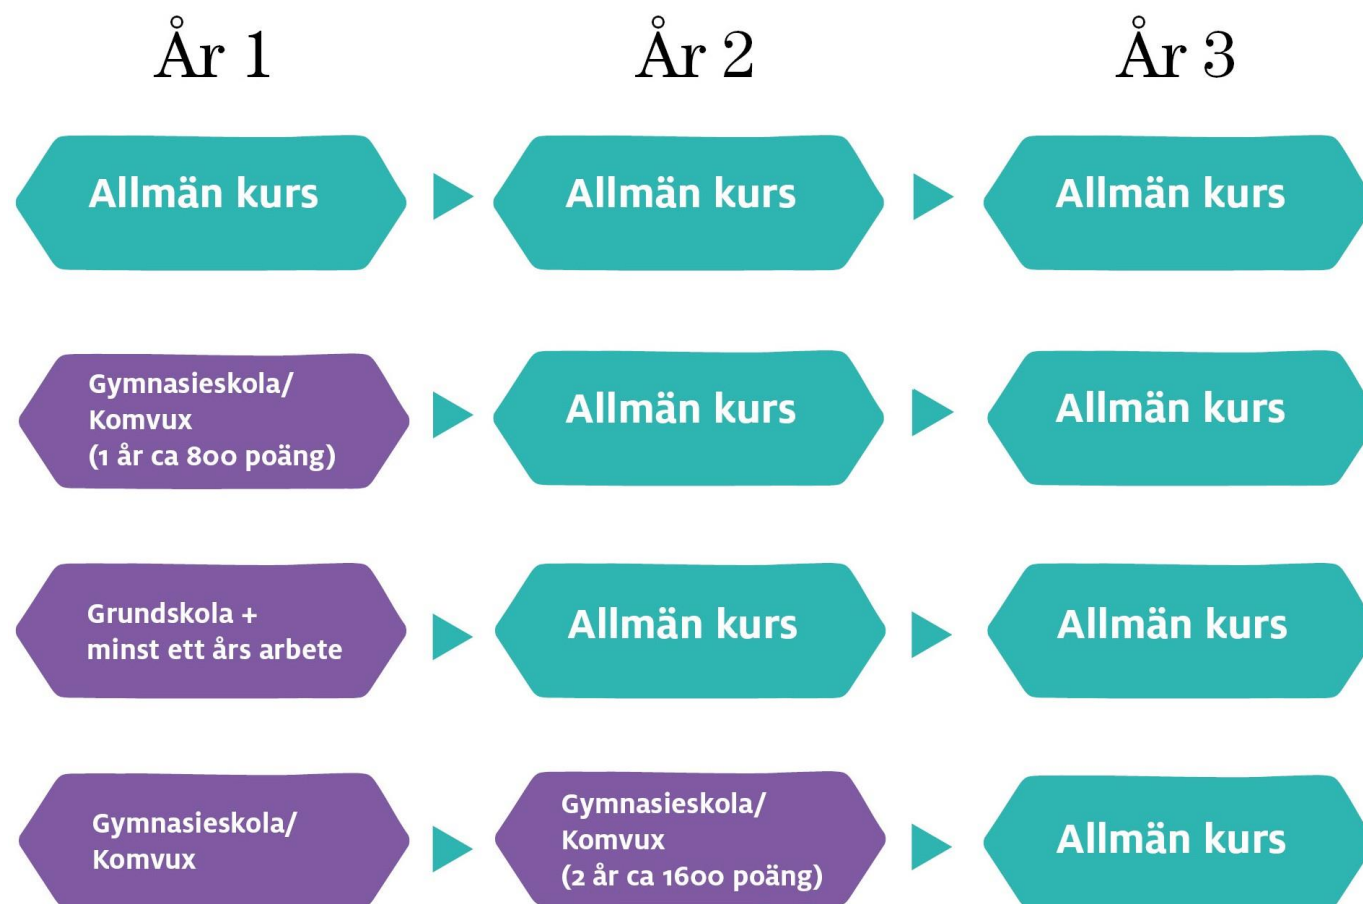 År 1
År 2
År 3
Allmän kurs
Allmän kurs
Allmän kurs
Gymnasieskola/
Komvux
(1 år ca 800 poäng)
Allmän kurs
Allmän kurs
Grundskola +
minst ett års arbete
Allmän kurs
Allmän kurs
Gymnasieskola/
Komvux
Gymnasieskola/
Komvux
(2 år ca 1600 poäng)
Allmän kurs